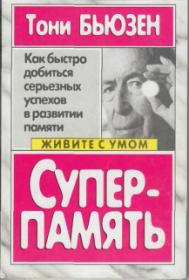 Тони БЬЮЗЕН
Как быстро
добиться
серьезных
успехов
в развитии
памяти
ЖИВИТЕ С УМОМ
СУПЕР-
ПАМЯТЬ